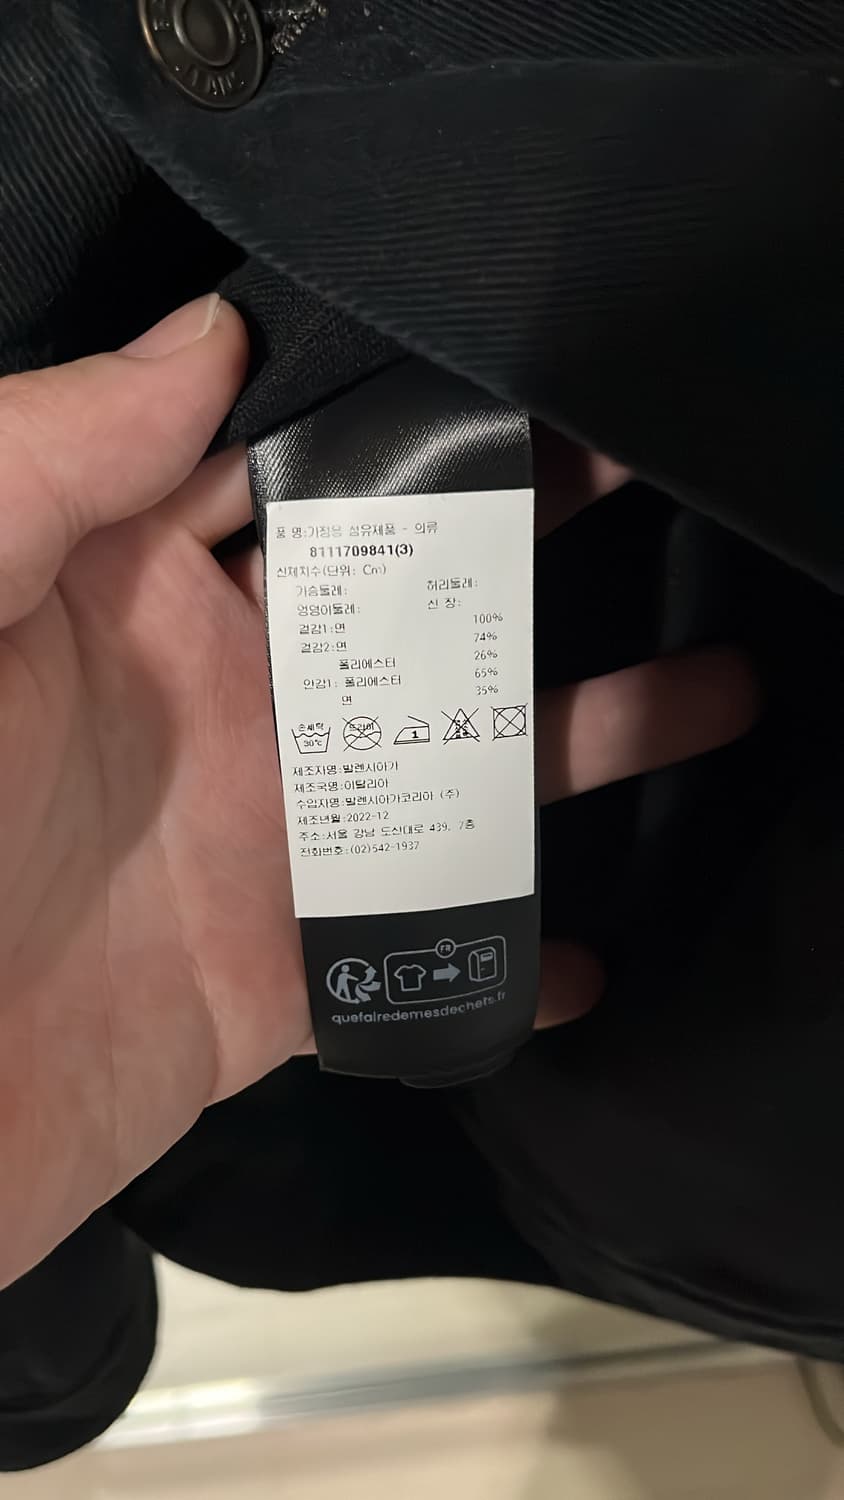 품 명:가정용 섬유제품 - 의류
8111709841(3)
신체치수(단위: Cm)
가슴둘레: 허리둘레:
엉덩이둘레: 신 장:
겉감1:면 100%
겉감2:면 74%
폴리에스터 26%
안감1: 폴리에스터 65%
면 35%
손세탁
30℃
드라이
1
제조자명:발렌시아가
제조국명:이탈리아
수입자명:발렌시아가코리아 (주)
제조년월:2022-12
주소:서울 강남 도산대로 439. 7층
전화번호:(02)542-1937
FR
quefairedemesdechets.fr